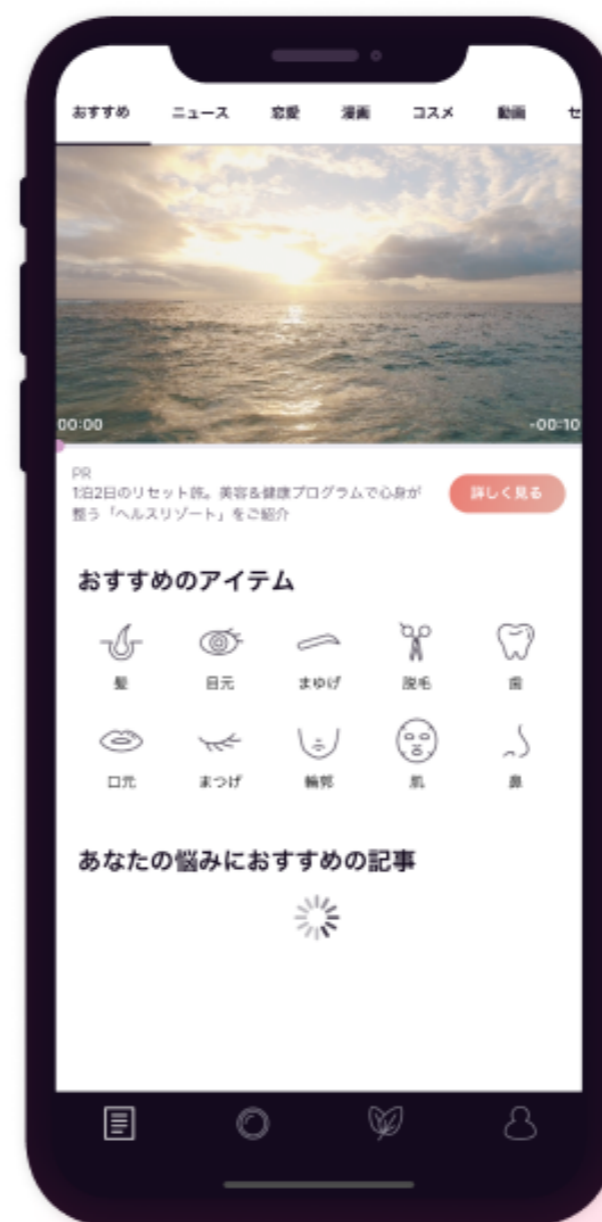 おすすめ ニュース 恋愛 漫画 コスメ 動画 セ
00:00 -00:10
PR
1泊2日のリセット旅。美容&健康プログラムで心身が
整う「ヘルスリゾート」をご紹介
詳しく見る
おすすめのアイテム
髪 目元 まゆげ 脱毛 歯
口元 まつげ 輪郭 肌 鼻
あなたの悩みにおすすめの記事